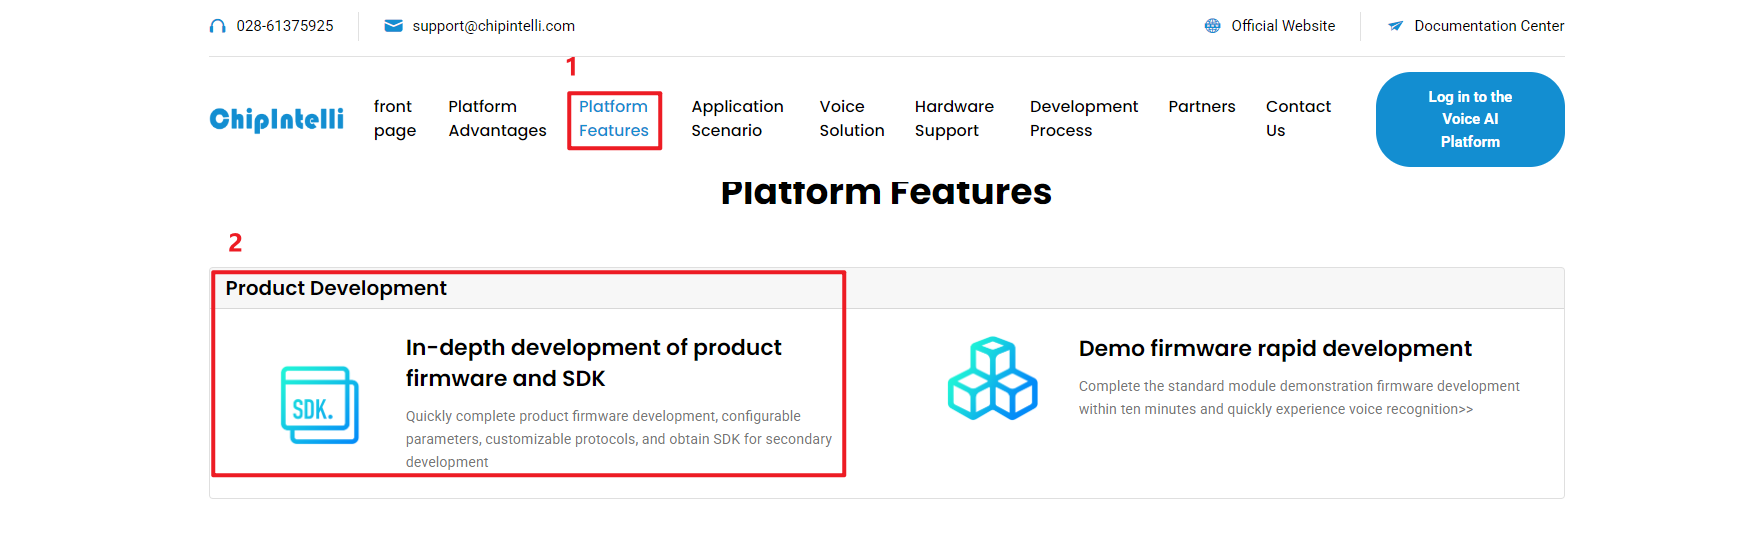 028-61375925
support@chipintelli.com
Official Website
Documentation Center
1
ChipIntelli
front
page
Platform
Advantages
Platform
Features
Application
Scenario
Voice
Solution
Hardware
Support
Development
Process
Partners
Contact
Us
Log in to the
Voice AI
Platform
Platform Features
2
Product Development
SDK.
In-depth development of product
firmware and SDK
Quickly complete product firmware development, configurable
parameters, customizable protocols, and obtain SDK for secondary
development
Demo firmware rapid development
Complete the standard module demonstration firmware development
within ten minutes and quickly experience voice recognition>>